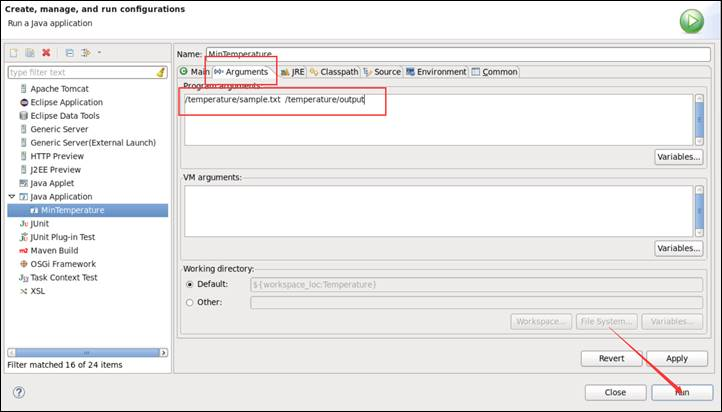 Create, manage, and run configurations
Run a Java application
type filter text
Apache Tomcat
Eclipse Application
Eclipse Data Tools
Generic Server
Generic Server(External Launch)
HTTP Preview
J2EE Preview
Java Applet
Java Application
MinTemperature
JUnit
JUnit Plug-in Test
Maven Build
OSGi Framework
Task Context Test
XSL
Filter matched 16 of 24 items
Name: MinTemperature
Main Arguments JRE Classpath Source Environment Common
Program arguments:
/temperature/sample.txt /temperature/output
Variables...
VM arguments:
Variables...
Working directory:
Default: ${workspace_loc:Temperature}
Other:
Workspace... File System... Variables...
Revert Apply
Close Run